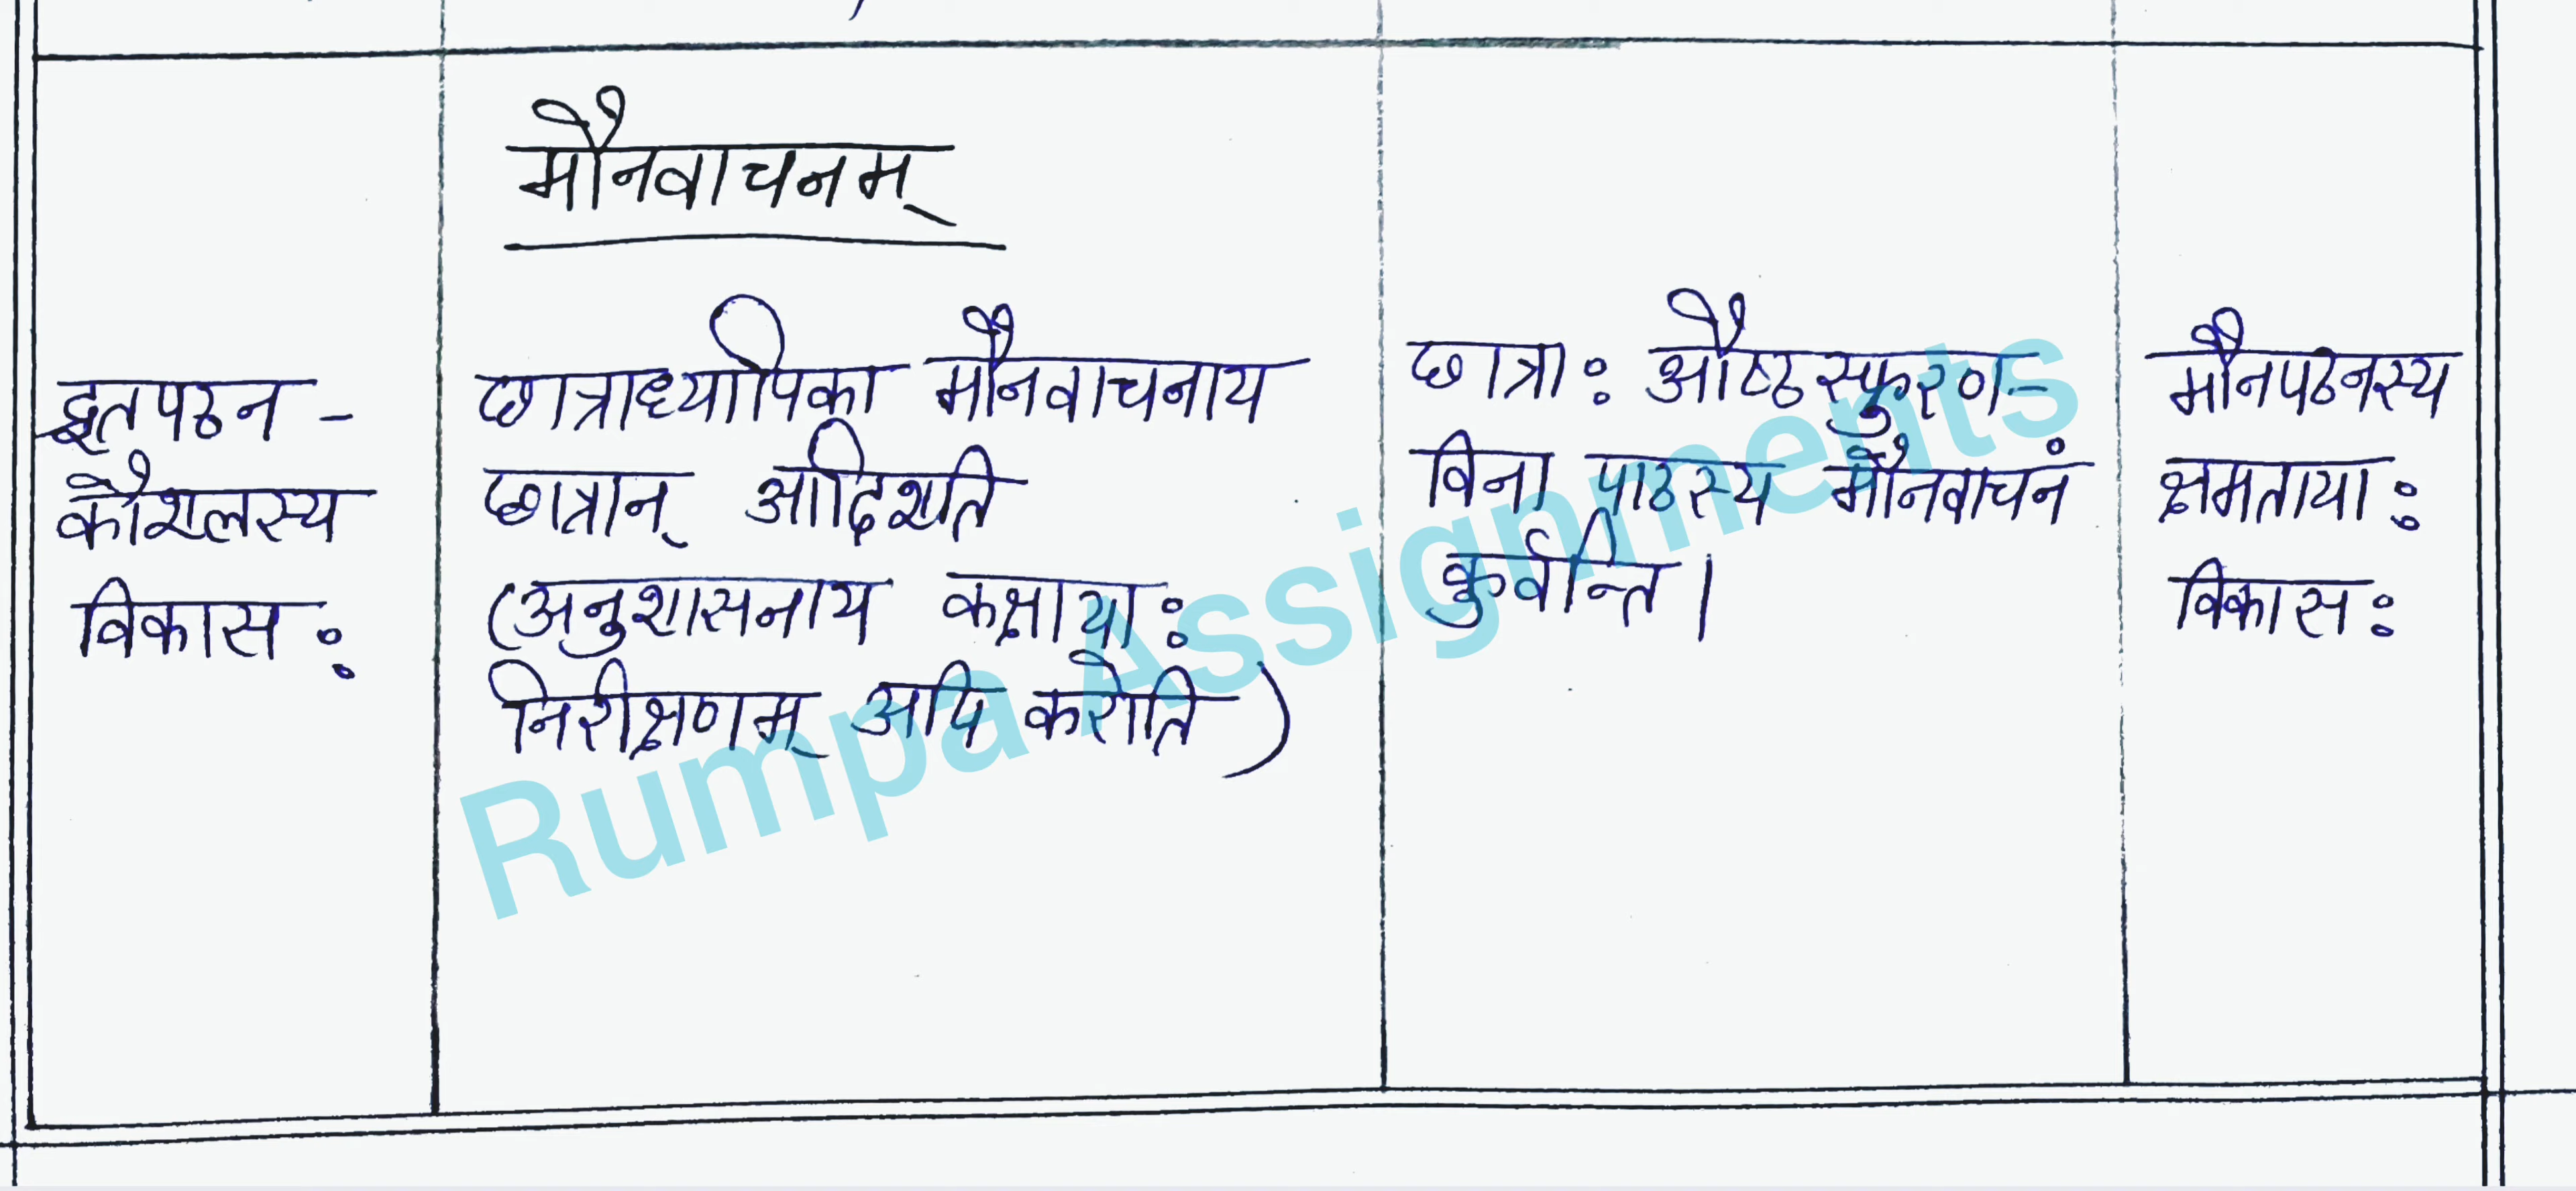 मौनवाचनम्
द्रुतपठन -
कौशलस्य
विकासः
छात्राध्यापिका मौनवाचनाय
छात्रान् आदिशति
(अनुशासनाय कक्षायाः
निरीक्षणम् अपि करोति)
छात्राः औष्ठस्फुरण-
विना पाठस्य मौनवाचनं
कुर्वन्ति।
मौनपठनस्य
क्षमतायाः
विकासः
Rumpa Assignments